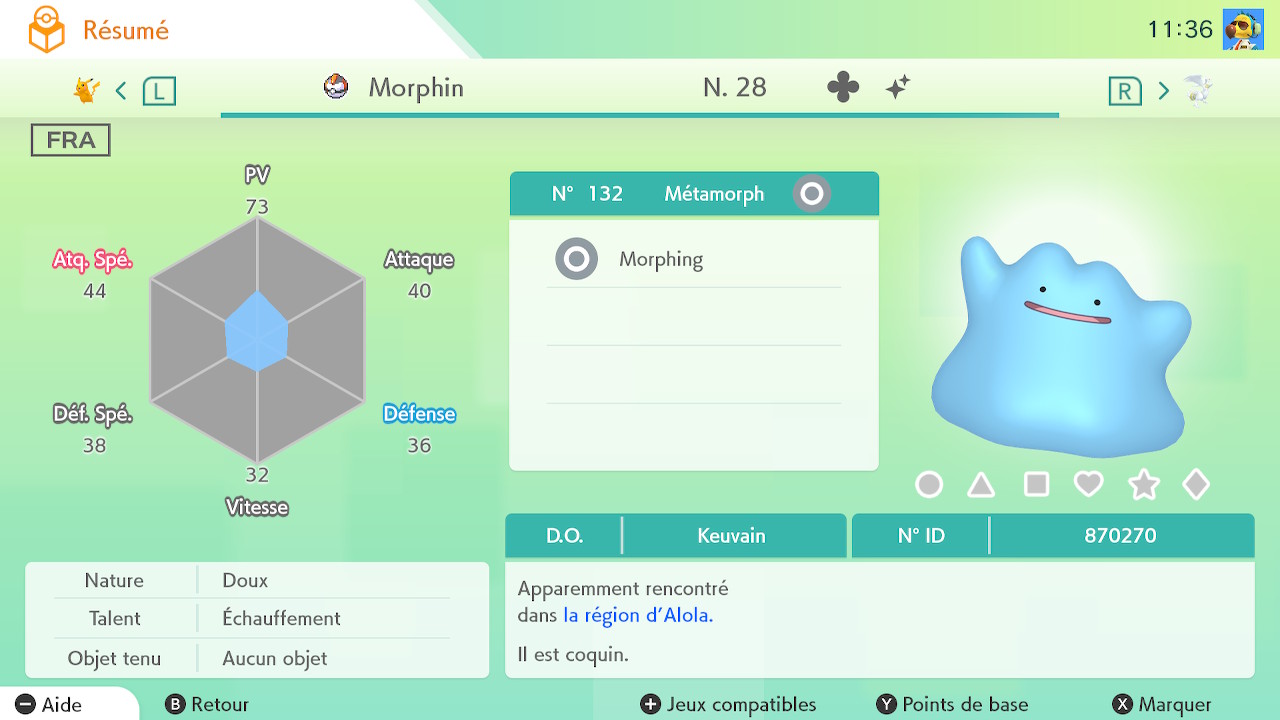 Résumé
11:36
L
Morphin
N. 28
R
FRA
PV
73
Atq. Spé.
44
Attaque
40
Déf. Spé.
38
Défense
36
32
Vitesse
N° 132 Métamorph
Morphing
D.O. Keuvain
N° ID 870270
Nature Doux
Talent Échauffement
Objet tenu Aucun objet
Apparemment rencontré
dans la région d'Alola.
Il est coquin.
Aide
B Retour
Jeux compatibles
Y Points de base
X Marquer